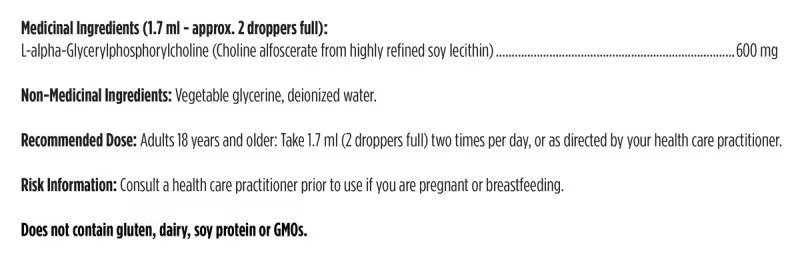 Medicinal Ingredients (1.7 ml - approx. 2 droppers full):
L-alpha-Glycerylphosphorylcholine (Choline alfoscerate from highly refined soy lecithin)..........................................................................600 mg
Non-Medicinal Ingredients: Vegetable glycerine, deionized water.
Recommended Dose: Adults 18 years and older: Take 1.7 ml (2 droppers full) two times per day, or as directed by your health care practitioner.
Risk Information: Consult a health care practitioner prior to use if you are pregnant or breastfeeding.
Does not contain gluten, dairy, soy protein or GMOs.